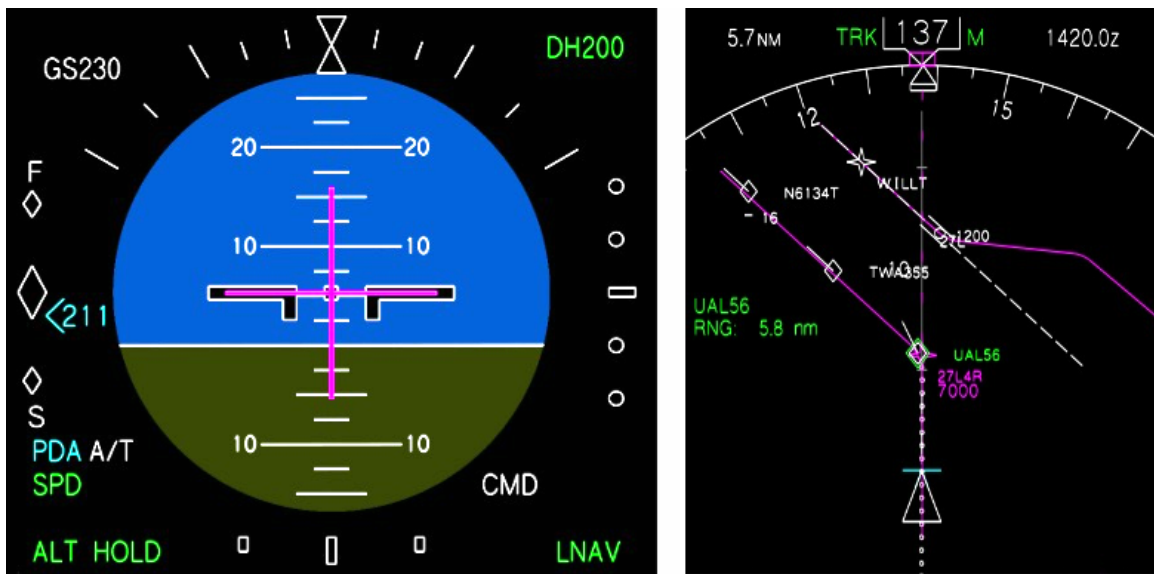 GS230
DH200
20 20
10 10
F
211
S
10 10
PDA A/T
SPD
CMD
ALT HOLD
LNAV
5.7NM
TRK 137 M
1420.0Z
12
15
N6134T
WILLT
16
27L
1200
TWA355
10
UAL56
RNG: 5.8 nm
UAL56
27L4R
7000